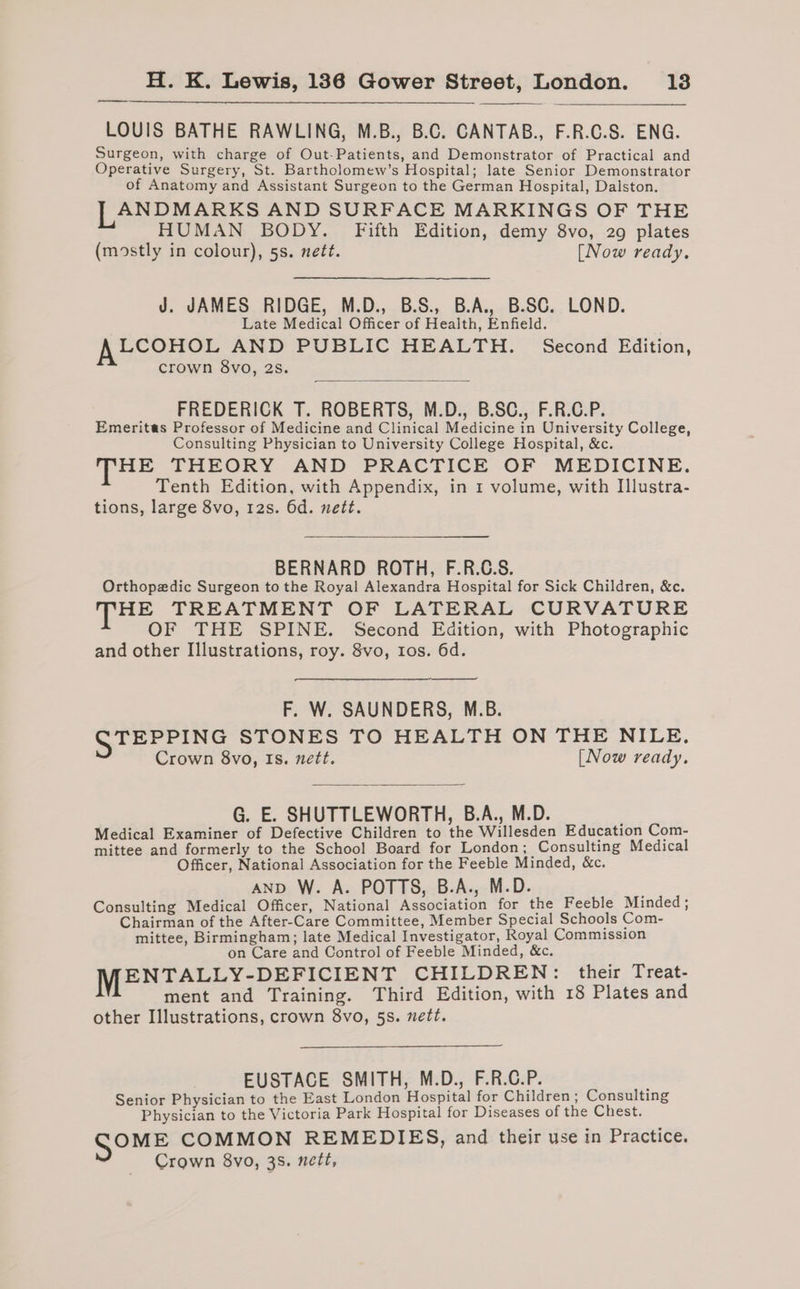 H. K. Lewis, 136 Gower Street, London. 13
LOUIS BATHE RAWLING, M.B., B.C. CANTAB., F.R.C.S. ENG.
Surgeon, with charge of Out-Patients, and Demonstrator of Practical and
Operative Surgery, St. Bartholomew's Hospital; late Senior Demonstrator
of Anatomy and Assistant Surgeon to the German Hospital, Dalston.
LANDMARKS AND SURFACE MARKINGS OF THE
HUMAN BODY. Fifth Edition, demy 8vo, 29 plates
(mostly in colour), 5s. nett. [Now ready.
J. JAMES RIDGE, M.D., B.S., B.A., B.SC. LOND.
Late Medical Officer of Health, Enfield.
ALCOHOL AND PUBLIC HEALTH. Second Edition,
crown 8vo, 2s.
FREDERICK T. ROBERTS, M.D., B.SC., F.R.C.P.
Emeritas Professor of Medicine and Clinical Medicine in University College,
Consulting Physician to University College Hospital, &c.
THE THEORY AND PRACTICE OF MEDICINE.
Tenth Edition, with Appendix, in 1 volume, with Illustra-
tions, large 8vo, 12s. 6d. nett.
BERNARD ROTH, F.R.C.S.
Orthopædic Surgeon to the Royal Alexandra Hospital for Sick Children, &c.
THE TREATMENT OF LATERAL CURVATURE
OF THE SPINE. Second Edition, with Photographic
and other Illustrations, roy. 8vo, 10s. 6d.
F. W. SAUNDERS, M.B.
STEPPING STONES TO HEALTH ON THE NILE.
Crown 8vo, 1s. nett. [Now ready.
G. E. SHUTTLEWORTH, B.A., M.D.
Medical Examiner of Defective Children to the Willesden Education Com-
mittee and formerly to the School Board for London; Consulting Medical
Officer, National Association for the Feeble Minded, &c.
AND W. A. POTTS, B.A., M.D.
Consulting Medical Officer, National Association for the Feeble Minded;
Chairman of the After-Care Committee, Member Special Schools Com-
mittee, Birmingham; late Medical Investigator, Royal Commission
on Care and Control of Feeble Minded, &c.
MENTALLY-DEFICIENT CHILDREN: their Treat-
ment and Training. Third Edition, with 18 Plates and
other Illustrations, crown 8vo, 5s. nett.
EUSTACE SMITH, M.D., F.R.C.P.
Senior Physician to the East London Hospital for Children; Consulting
Physician to the Victoria Park Hospital for Diseases of the Chest.
SOME COMMON REMEDIES, and their use in Practice.
Crown 8vo, 3s. nett,